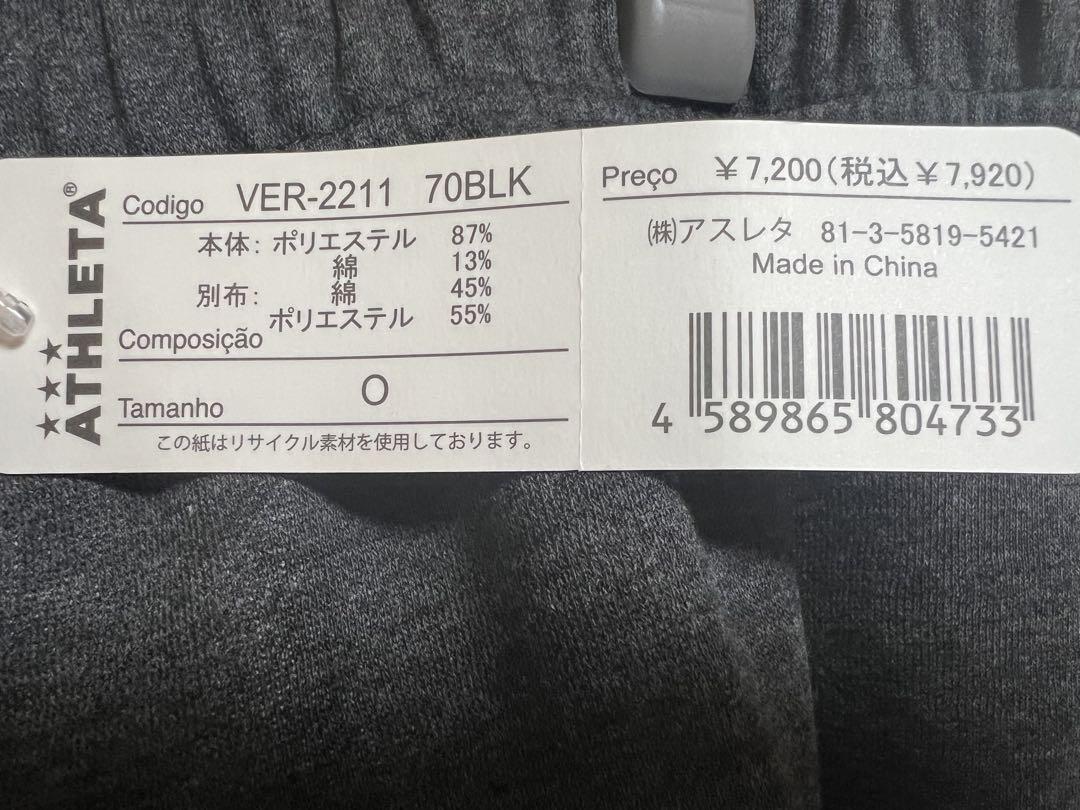 ATHLETA®
Codigo VER-2211 70BLK
本体: ポリエステル 87%
綿 13%
別布: 綿 45%
ポリエステル 55%
Composição
Tamanho O
この紙はリサイクル素材を使用しております。
Preço ¥7,200(税込¥7,920)
㈱アスレタ 81-3-5819-5421
Made in China
4 589865 804733